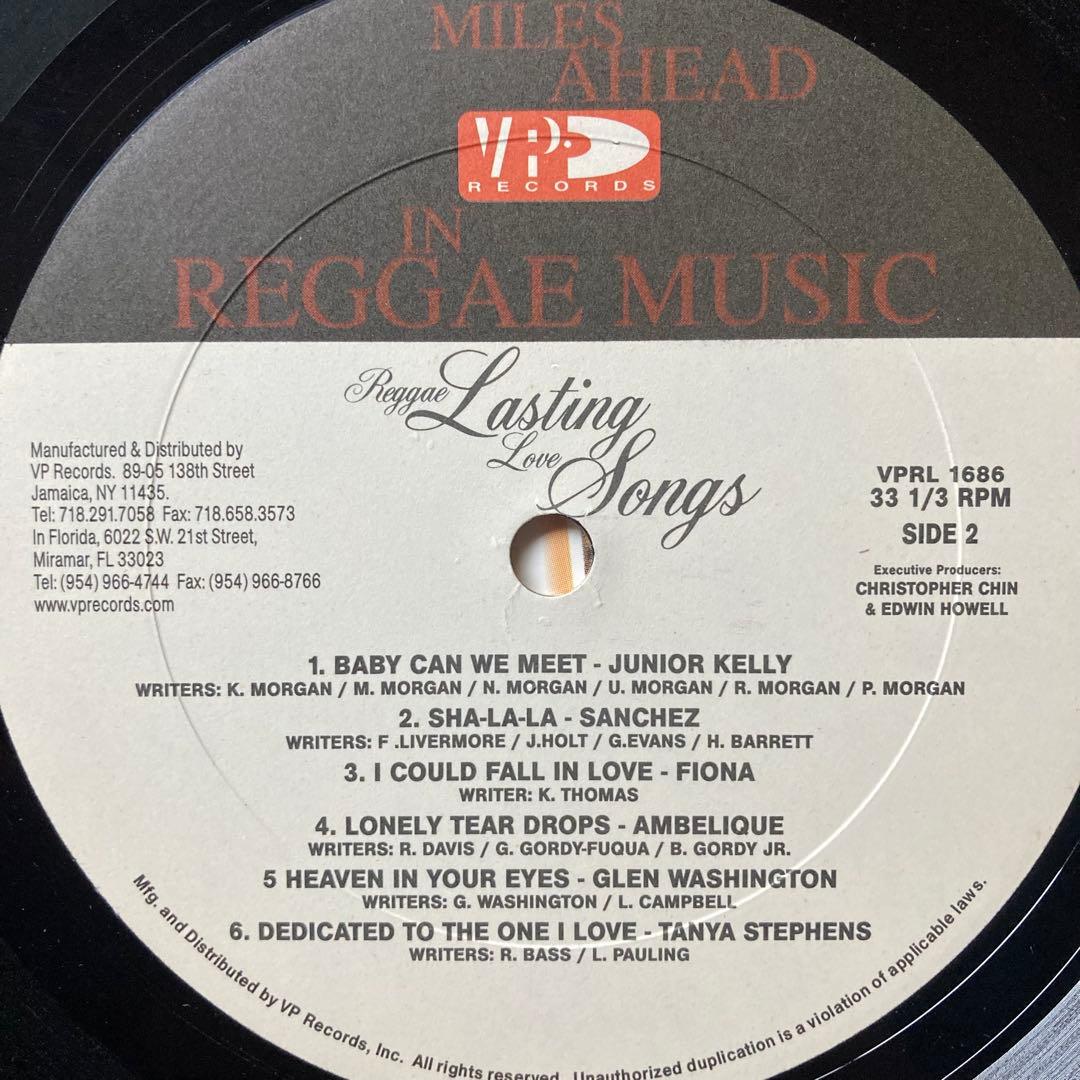 MILES
AHEAD
VP
RECORDS
IN
REGGAE MUSIC
Reggae Lasting
Love Songs
Manufactured & Distributed by
VP Records. 89-05 138th Street
Jamaica, NY 11435.
Tel: 718.291.7058 Fax: 718.658.3573
In Florida, 6022 S.W. 21st Street,
Miramar, FL 33023
Tel: (954) 966-4744 Fax: (954) 966-8766
www.vprecords.com
VPRL 1686
33 1/3 RPM
SIDE 2
Executive Producers:
CHRISTOPHER CHIN
& EDWIN HOWELL
1. BABY CAN WE MEET - JUNIOR KELLY
WRITERS: K. MORGAN / M. MORGAN / N. MORGAN / U. MORGAN / R. MORGAN / P. MORGAN
2. SHA-LA-LA - SANCHEZ
WRITERS: F .LIVERMORE / J.HOLT / G.EVANS / H. BARRETT
3. I COULD FALL IN LOVE - FIONA
WRITER: K. THOMAS
4. LONELY TEAR DROPS - AMBELIQUE
WRITERS: R. DAVIS / G. GORDY-FUQUA / B. GORDY JR.
5 HEAVEN IN YOUR EYES - GLEN WASHINGTON
WRITERS: G. WASHINGTON / L. CAMPBELL
6. DEDICATED TO THE ONE I LOVE - TANYA STEPHENS
WRITERS: R. BASS / L. PAULING
Mfg. and Distributed by VP Records, Inc. All rights reserved. Unauthorized duplication is a violation of applicable laws.